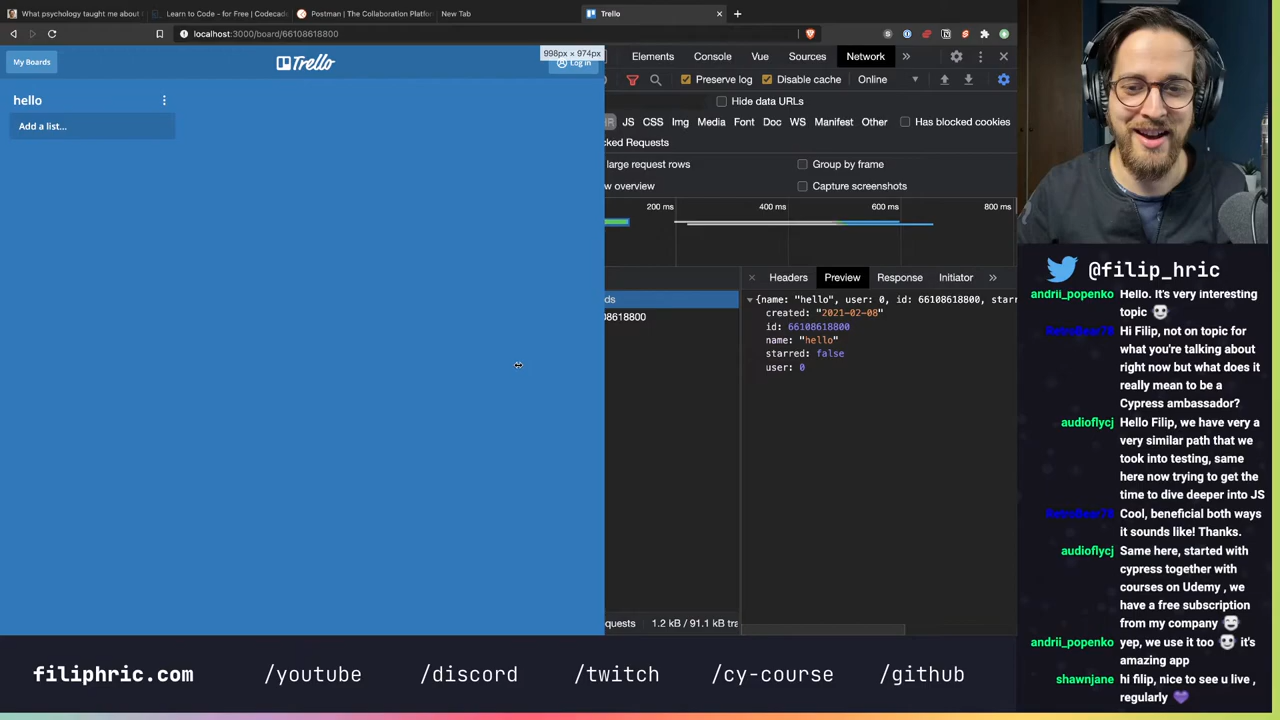 What psychology taught me about
Learn to Code - for Free | Codecade
Postman | The Collaboration Platfor
New Tab
Trello
localhost:3000/board/66108618800
998px × 974px
My Boards
Trello
Log in
hello
Add a list...
Elements
Console
Vue
Sources
Network
Preserve log
Disable cache
Online
Hide data URLs
JS
CSS
Img
Media
Font
Doc
WS
Manifest
Other
Has blocked cookies
cked Requests
large request rows
Group by frame
w overview
Capture screenshots
200 ms
400 ms
600 ms
800 ms
Headers
Preview
Response
Initiator
ds
08618800
{name: "hello", user: 0, id: 66108618800, starr
created: "2021-02-08"
id: 66108618800
name: "hello"
starred: false
user: 0
quests
1.2 kB / 91.1 kB tra
@filip_hric
andrii_popenko Hello. It's very interesting
topic
RetroBear78 Hi Filip, not on topic for
what you're talking about
right now but what does it
really mean to be a
Cypress ambassador?
audioflycj Hello Filip, we have very a
very similar path that we
took into testing, same
here now trying to get the
time to dive deeper into JS
RetroBear78 Cool, beneficial both ways
it sounds like! Thanks.
audioflycj Same here, started with
cypress together with
courses on Udemy , we
have a free subscription
from my company
andrii_popenko yep, we use it too it's
amazing app
shawnjane hi filip, nice to see u live ,
regularly
filiphric.com
/youtube
/discord
/twitch
/cy-course
/github